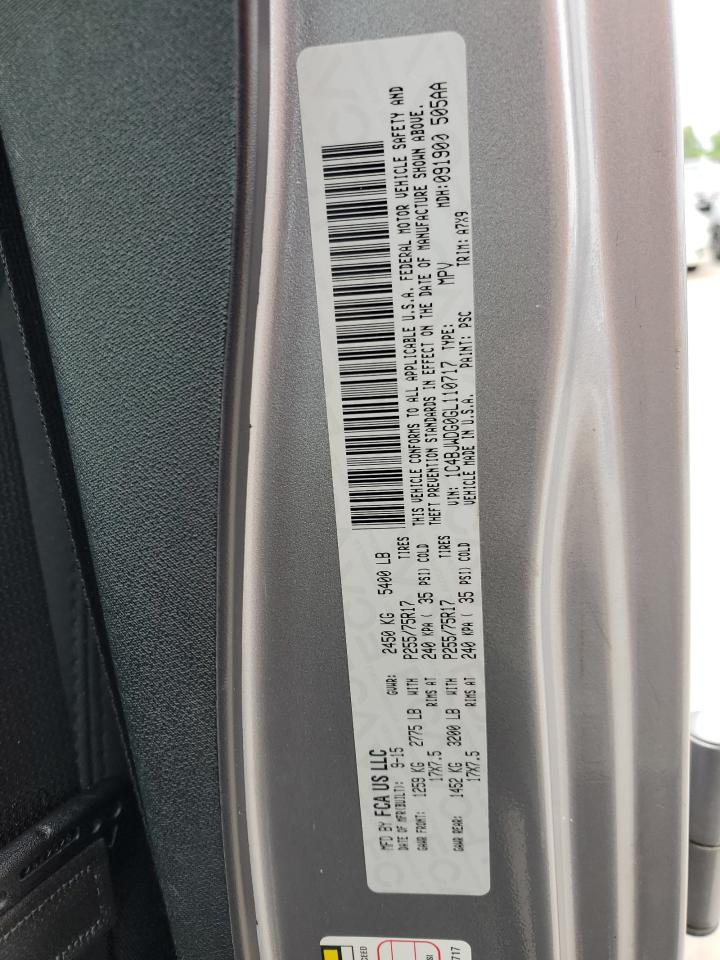 MFD BY FCA US LLC
DATE OF MFR(BUILT): 9-15 GVWR: 2450 KG 5400 LB
GAWR FRONT: 1259 KG 2775 LB WITH P255/75R17 TIRES
17X7.5 RIMS AT 240 KPA ( 35 PSI) COLD
GAWR REAR: 1452 KG 3200 LB WITH P255/75R17 TIRES
17X7.5 RIMS AT 240 KPA ( 35 PSI) COLD
THIS VEHICLE CONFORMS TO ALL APPLICABLE U.S.A. FEDERAL MOTOR VEHICLE SAFETY AND
THEFT PREVENTION STANDARDS IN EFFECT ON THE DATE OF MANUFACTURE SHOWN ABOVE.
VIN: 1C4BJWDG0GL110717 TYPE: MPV MDH:091900 505AA
VEHICLE MADE IN U.S.A. PAINT: PSC TRIM: A7X9
CEED
SI
717